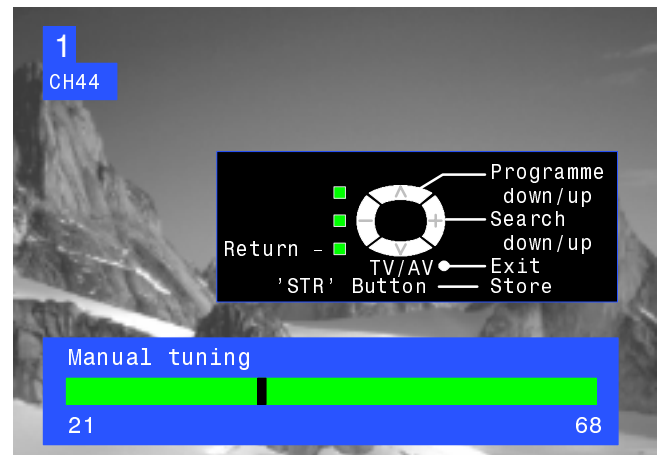 1
CH44
Programme
down/up
Search
down/up
Return –
TV/AV Exit
'STR' Button Store
Manual tuning
21 68